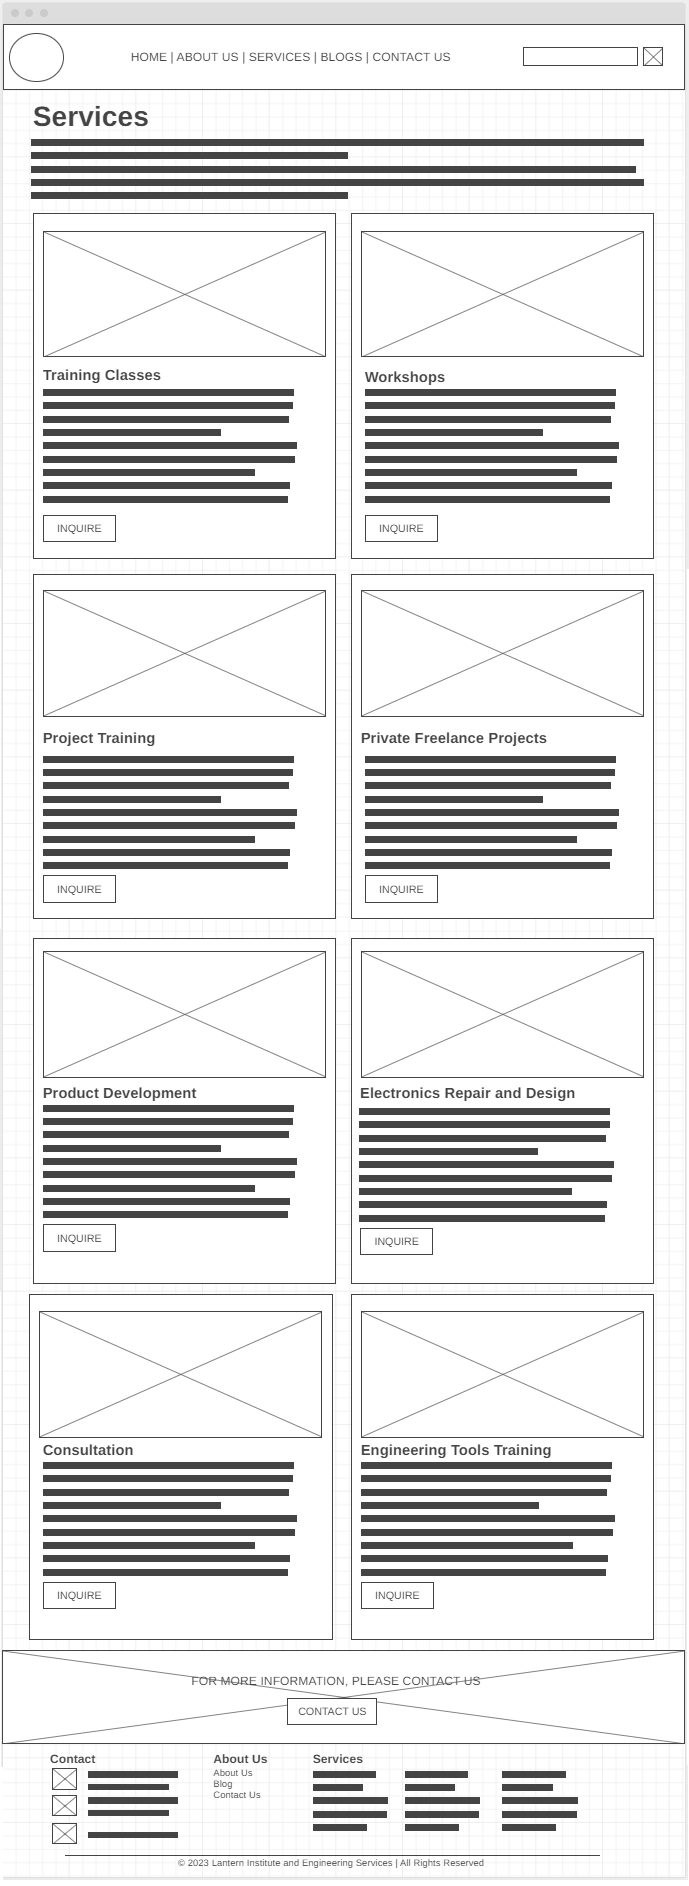 HOME | ABOUT US | SERVICES | BLOGS | CONTACT US
Services
Training Classes
INQUIRE
Workshops
INQUIRE
Project Training
INQUIRE
Private Freelance Projects
INQUIRE
Product Development
INQUIRE
Electronics Repair and Design
INQUIRE
Consultation
INQUIRE
Engineering Tools Training
INQUIRE
FOR MORE INFORMATION, PLEASE CONTACT US
CONTACT US
Contact
About Us
About Us
Blog
Contact Us
Services
© 2023 Lantern Institute and Engineering Services | All Rights Reserved